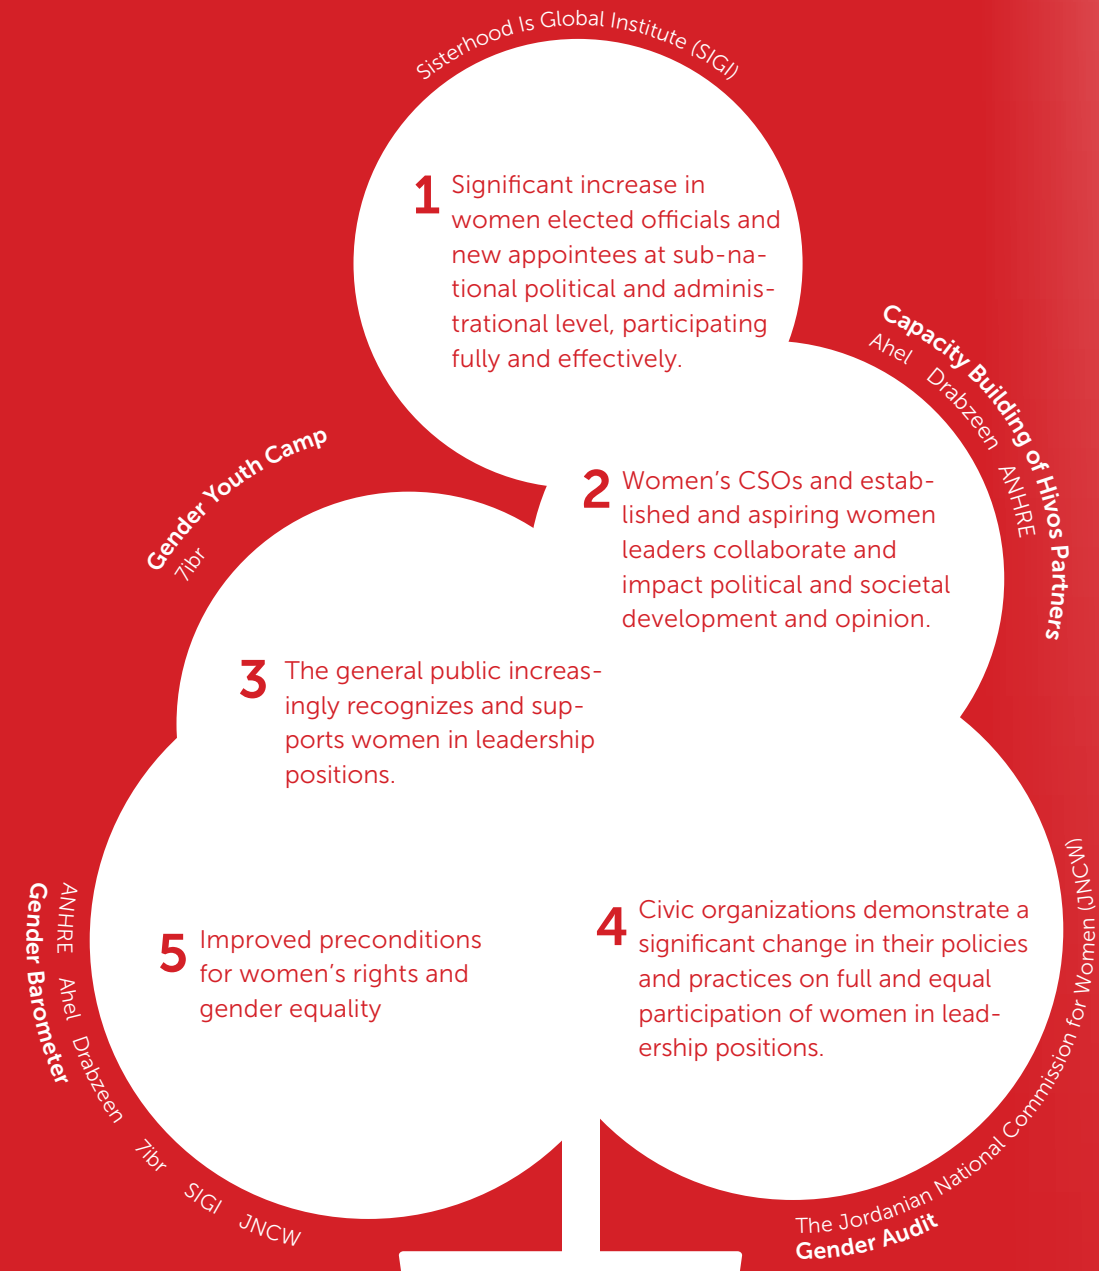 Sisterhood Is Global Institute (SIGI)
1 Significant increase in
women elected officials and
new appointees at sub-na-
tional political and adminis-
trational level, participating
fully and effectively.
Capacity Building of Hivos Partners
Ahel Drabzeen ANHRE
2 Women's CSOs and estab-
lished and aspiring women
leaders collaborate and
impact political and societal
development and opinion.
Gender Youth Camp
7ibr
3 The general public increas-
ingly recognizes and sup-
ports women in leadership
positions.
4 Civic organizations demonstrate a
significant change in their policies
and practices on full and equal
participation of women in lead-
ership positions.
The Jordanian National Commission for Women (JNCW)
Gender Audit
5 Improved preconditions
for women's rights and
gender equality
ANHRE Ahel Drabzeen 7ibr SIGI JNCW
Gender Barometer